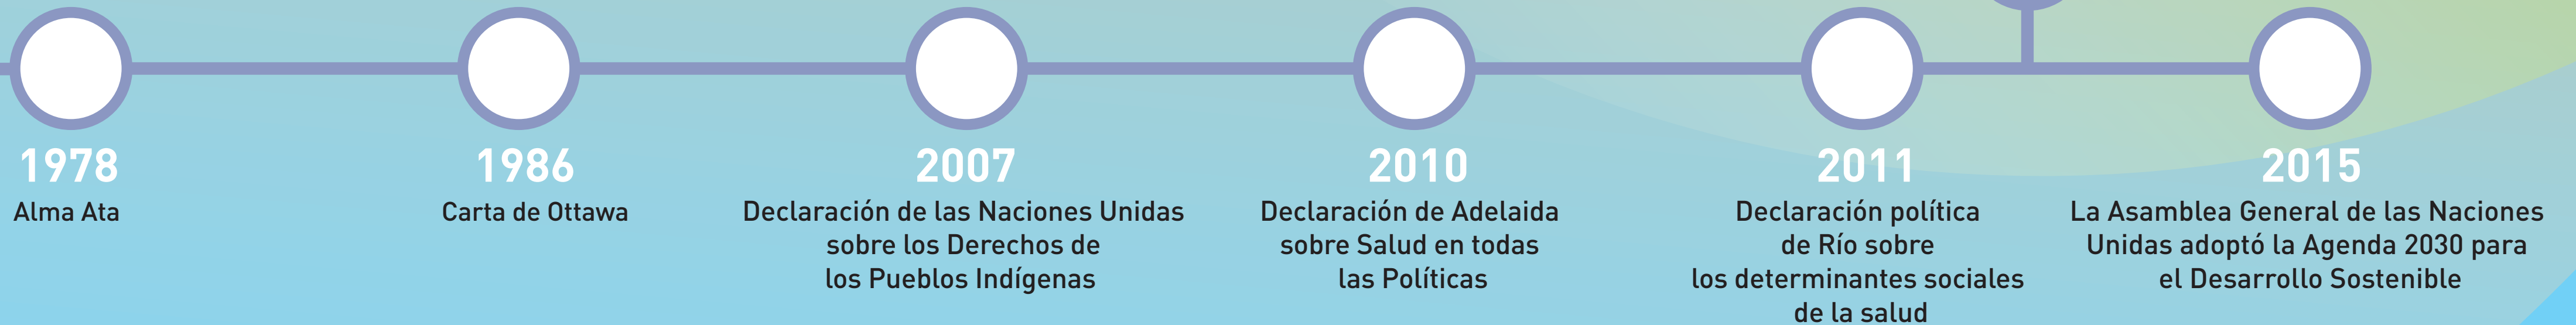 1978
Alma Ata
1986
Carta de Ottawa
2007
Declaración de las Naciones Unidas
sobre los Derechos de
los Pueblos Indígenas
2010
Declaración de Adelaida
sobre Salud en todas
las Políticas
2011
Declaración política
de Río sobre
los determinantes sociales
de la salud
2015
La Asamblea General de las Naciones
Unidas adoptó la Agenda 2030 para
el Desarrollo Sostenible